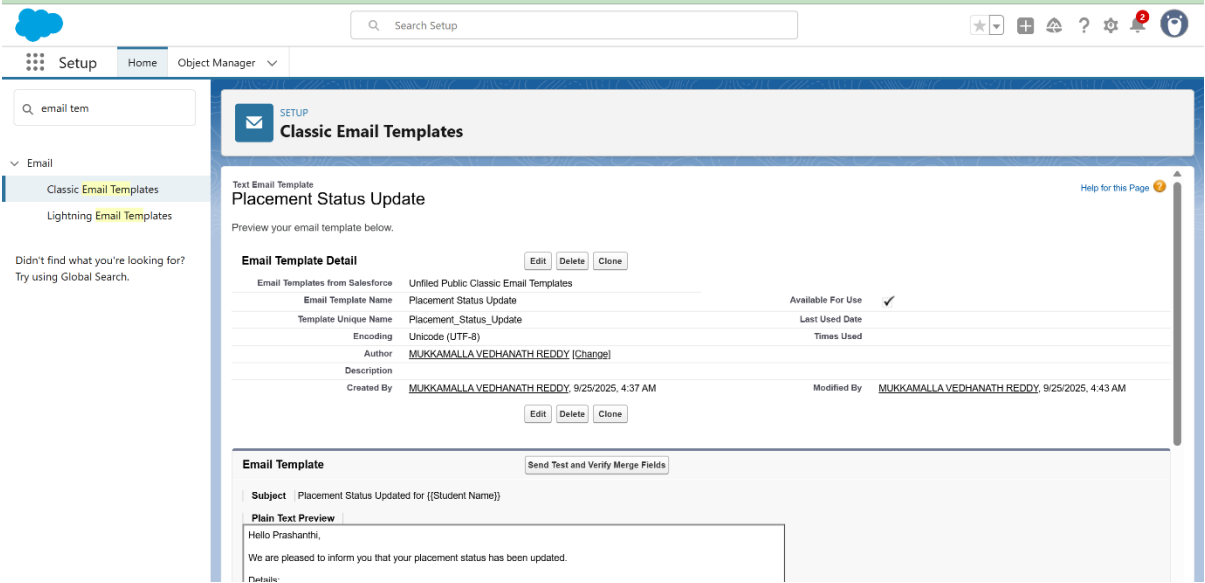 Search Setup
2
Setup
Home
Object Manager
email tem
Email
Classic Email Templates
Lightning Email Templates
Didn't find what you're looking for?
Try using Global Search.
SETUP
Classic Email Templates
Text Email Template
Placement Status Update
Help for this Page ?
Preview your email template below.
Email Template Detail Edit Delete Clone
Email Templates from Salesforce Unfiled Public Classic Email Templates
Email Template Name Placement Status Update Available For Use
Template Unique Name Placement_Status_Update Last Used Date
Encoding Unicode (UTF-8) Times Used
Author MUKKAMALLA VEDHANATH REDDY [Change]
Description
Created By MUKKAMALLA VEDHANATH REDDY, 9/25/2025, 4:37 AM Modified By MUKKAMALLA VEDHANATH REDDY, 9/25/2025, 4:43 AM
Edit Delete Clone
Email Template Send Test and Verify Merge Fields
Subject Placement Status Updated for {{Student Name}}
Plain Text Preview
Hello Prashanthi,
We are pleased to inform you that your placement status has been updated.
Details: